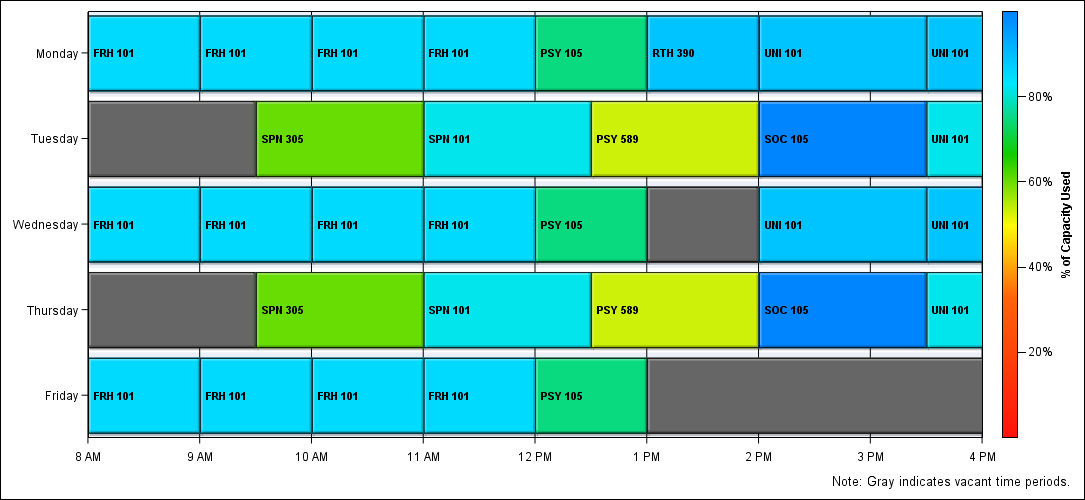 Monday
FRH 101 FRH 101 FRH 101 FRH 101 PSY 105 RTH 390 UNI 101 UNI 101
Tuesday
SPN 305 SPN 101 PSY 589 SOC 105 UNI 101
Wednesday
FRH 101 FRH 101 FRH 101 FRH 101 PSY 105 UNI 101 UNI 101
Thursday
SPN 305 SPN 101 PSY 589 SOC 105 UNI 101
Friday
FRH 101 FRH 101 FRH 101 FRH 101 PSY 105
8 AM 9 AM 10 AM 11 AM 12 PM 1 PM 2 PM 3 PM 4 PM
80%
60%
40%
20%
% of Capacity Used
Note: Gray indicates vacant time periods.